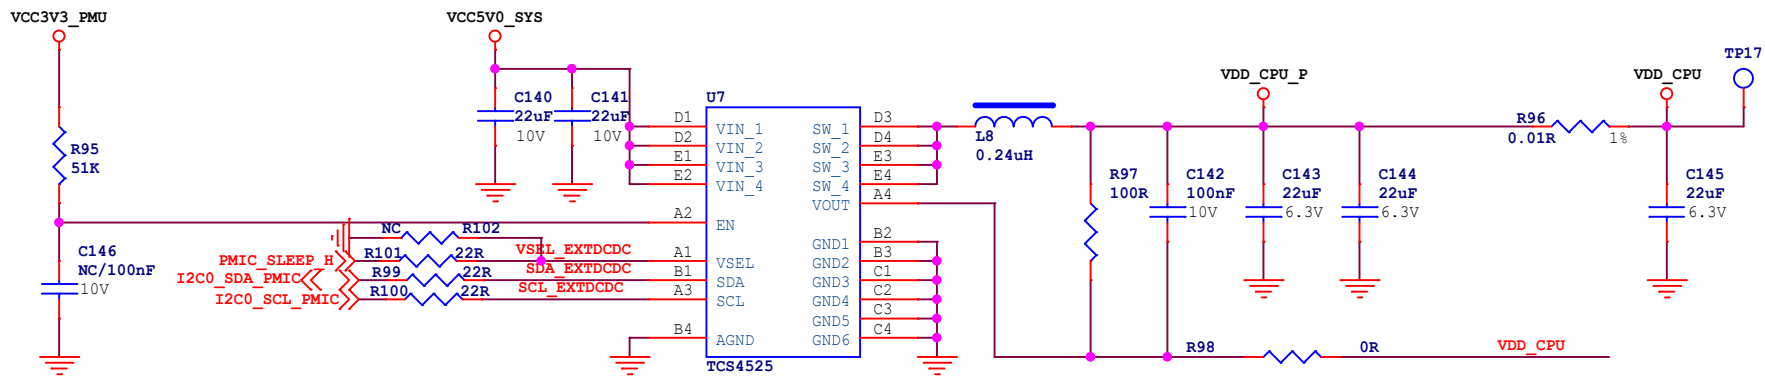 VCC3V3_PMU
VCC5V0_SYS
VDD_CPU_P
VDD_CPU
TP17
R95
51K
C146
NC/100nF
10V
C140
22uF
10V
C141
22uF
10V
U7
D1
D2
E1
E2
A2
A1
B1
A3
B4
VIN_1
VIN_2
VIN_3
VIN_4
EN
VSEL
SDA
SCL
AGND
SW_1
SW_2
SW_3
SW_4
VOUT
GND1
GND2
GND3
GND4
GND5
GND6
D3
D4
E3
E4
A4
B2
B3
C1
C2
C3
C4
TCS4525
NC
R102
PMIC_SLEEP_H
R101
22R
VSEL_EXTDCDC
I2C0_SDA_PMIC
R99
22R
SDA_EXTDCDC
I2C0_SCL_PMIC
R100
22R
SCL_EXTDCDC
L8
0.24uH
R97
100R
C142
100nF
10V
C143
22uF
6.3V
C144
22uF
6.3V
R96
0.01R
1%
C145
22uF
6.3V
R98
0R
VDD_CPU